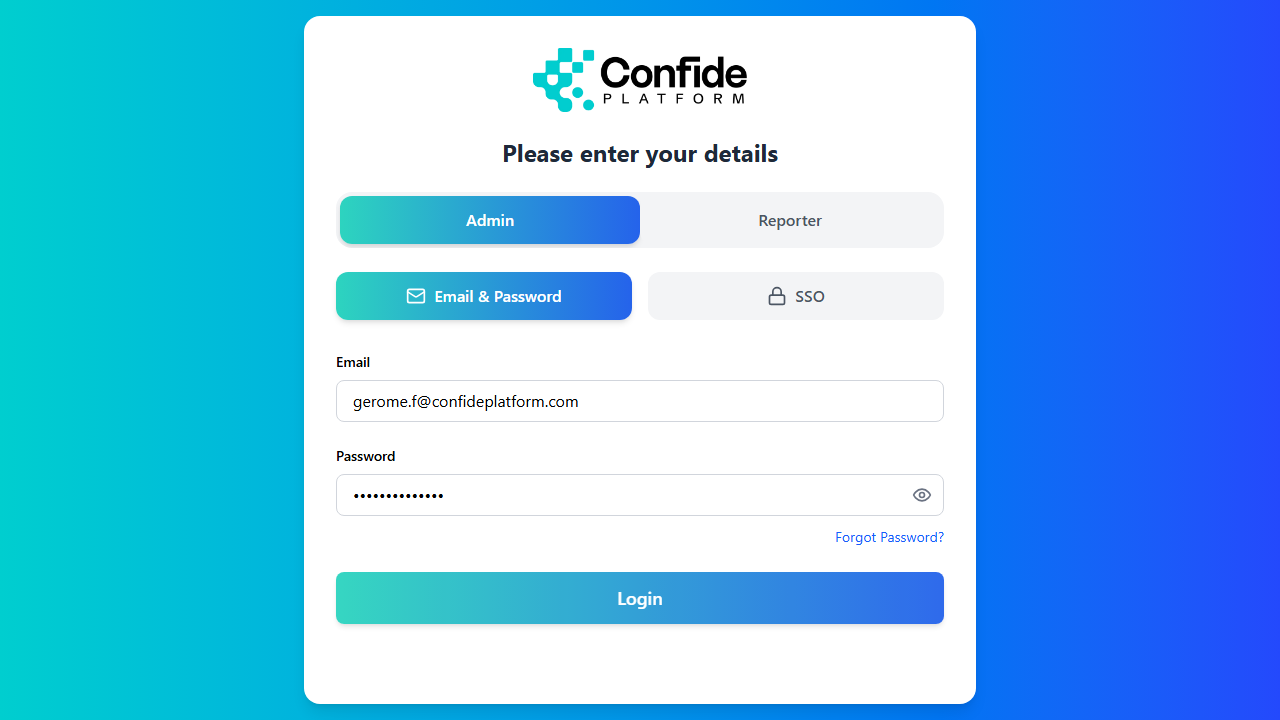 Confide
PLATFORM
Please enter your details
Admin
Reporter
Email & Password
SSO
Email
gerome.f@confideplatform.com
Password
••••••••••••••
Forgot Password?
Login